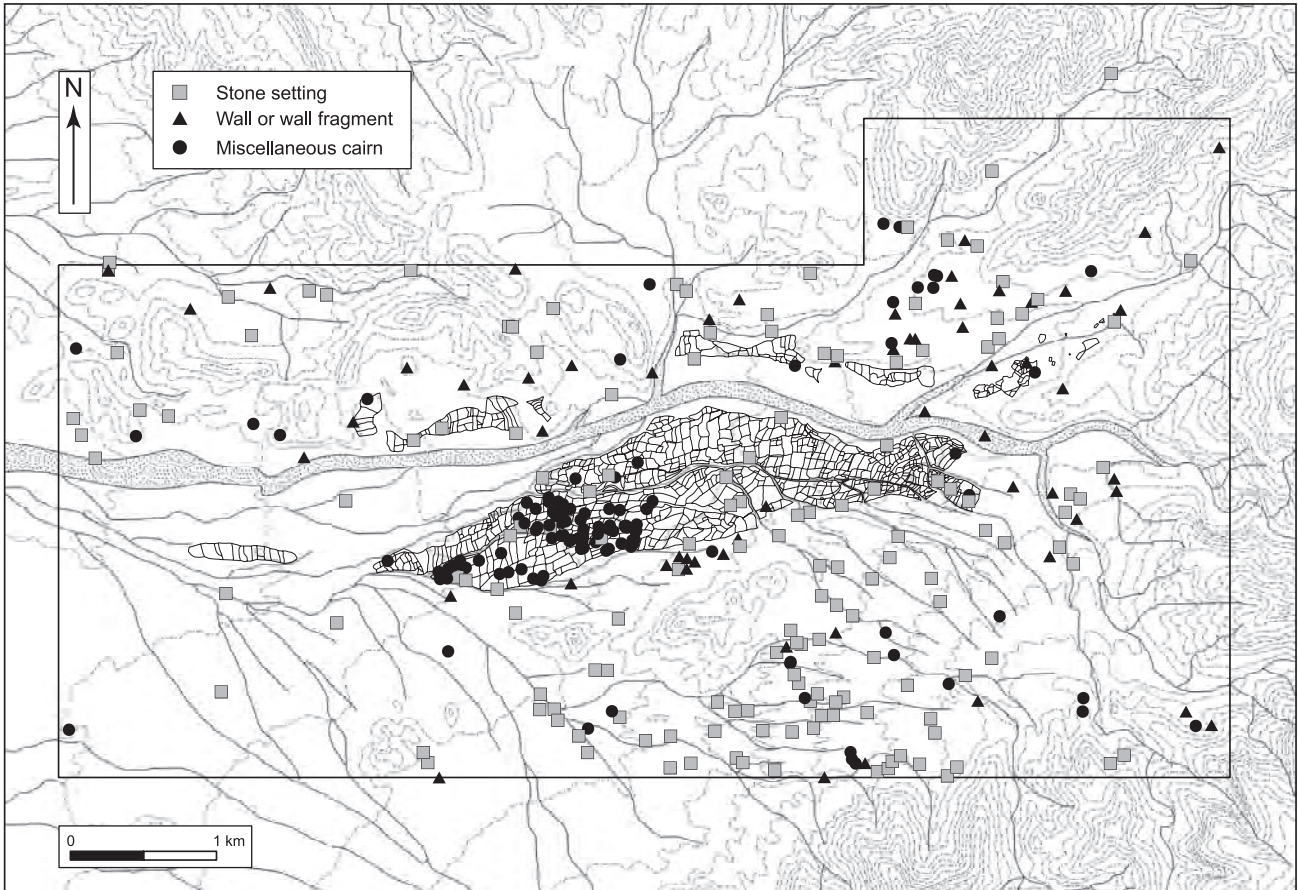 N
Stone setting
Wall or wall fragment
Miscellaneous cairn
0 1 km